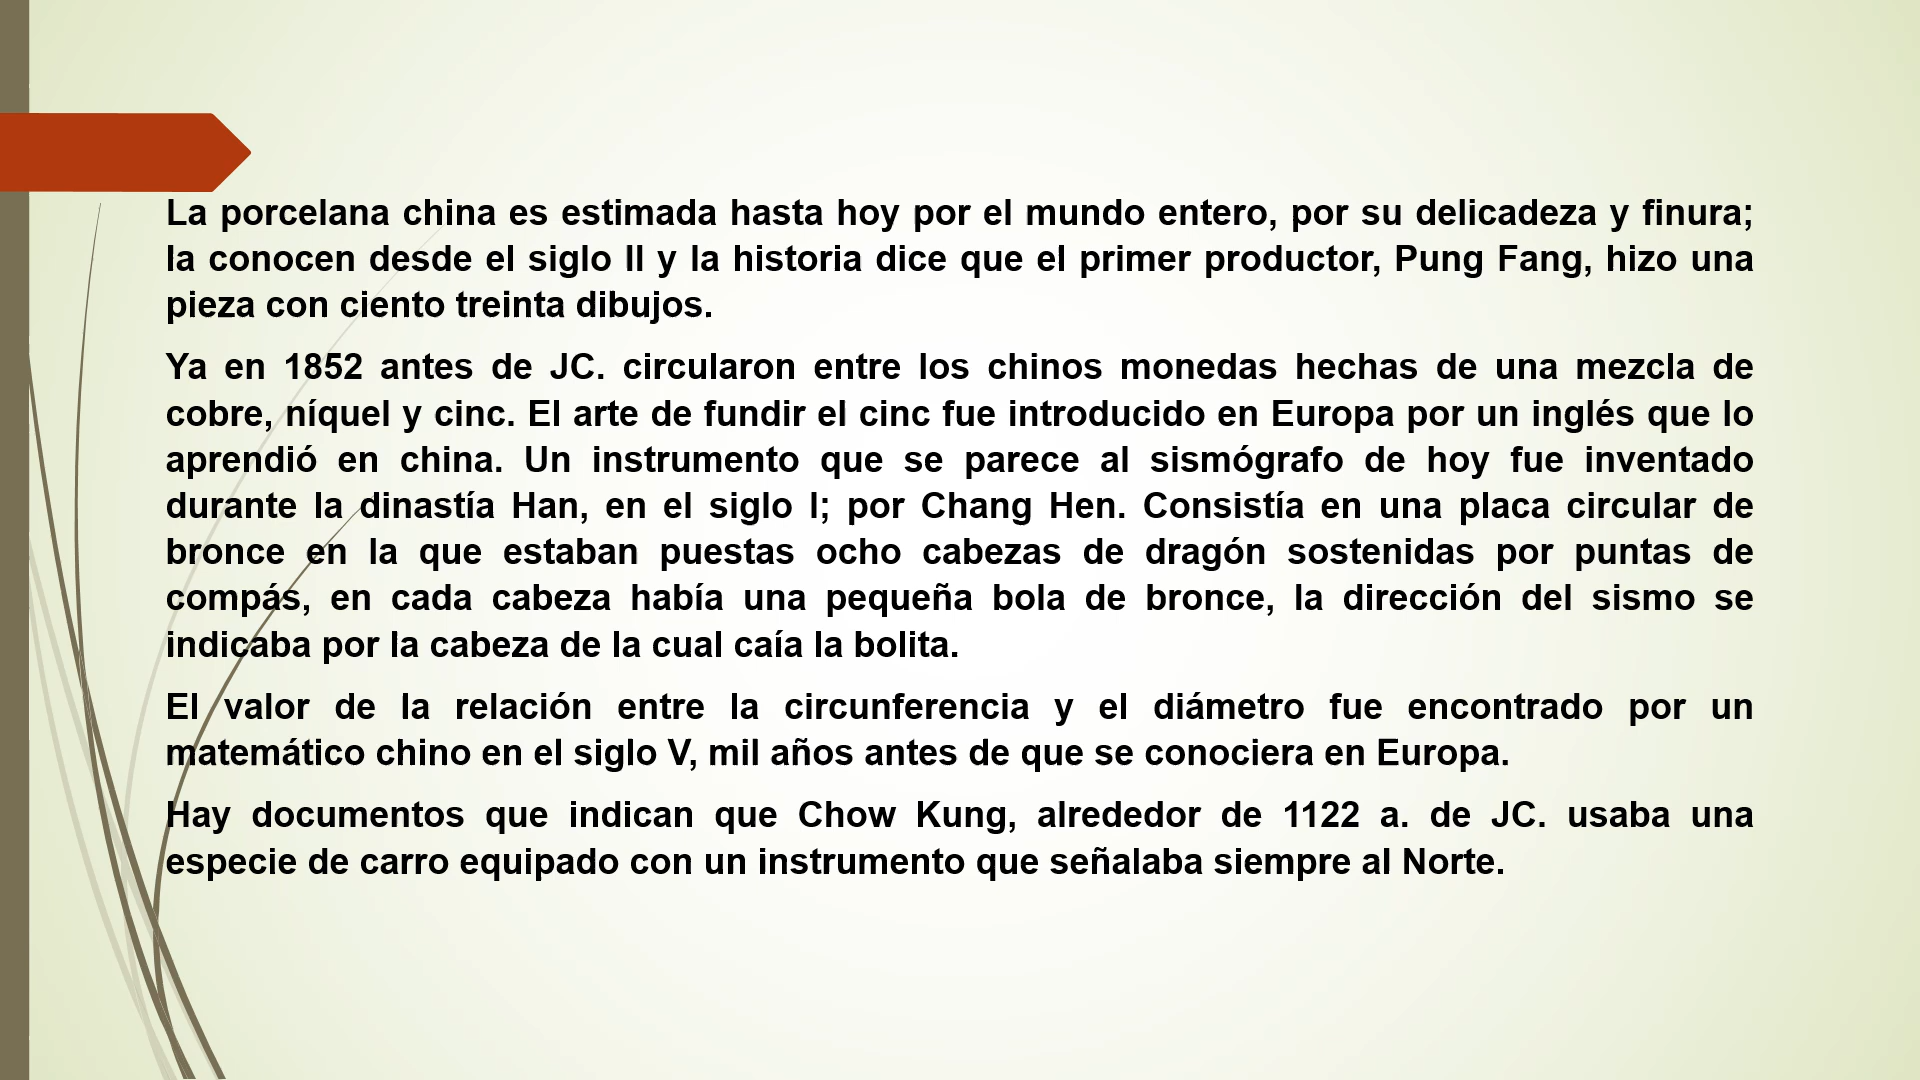 La porcelana china es estimada hasta hoy por el mundo entero, por su delicadeza y finura;
la conocen desde el siglo II y la historia dice que el primer productor, Pung Fang, hizo una
pieza con ciento treinta dibujos.
Ya en 1852 antes de JC. circularon entre los chinos monedas hechas de una mezcla de
cobre, níquel y cinc. El arte de fundir el cinc fue introducido en Europa por un inglés que lo
aprendió en china. Un instrumento que se parece al sismógrafo de hoy fue inventado
durante la dinastía Han, en el siglo I; por Chang Hen. Consistía en una placa circular de
bronce en la que estaban puestas ocho cabezas de dragón sostenidas por puntas de
compás, en cada cabeza había una pequeña bola de bronce, la dirección del sismo se
indicaba por la cabeza de la cual caía la bolita.
El valor de la relación entre la circunferencia y el diámetro fue encontrado por un
matemático chino en el siglo V, mil años antes de que se conociera en Europa.
Hay documentos que indican que Chow Kung, alrededor de 1122 a. de JC. usaba una
especie de carro equipado con un instrumento que señalaba siempre al Norte.